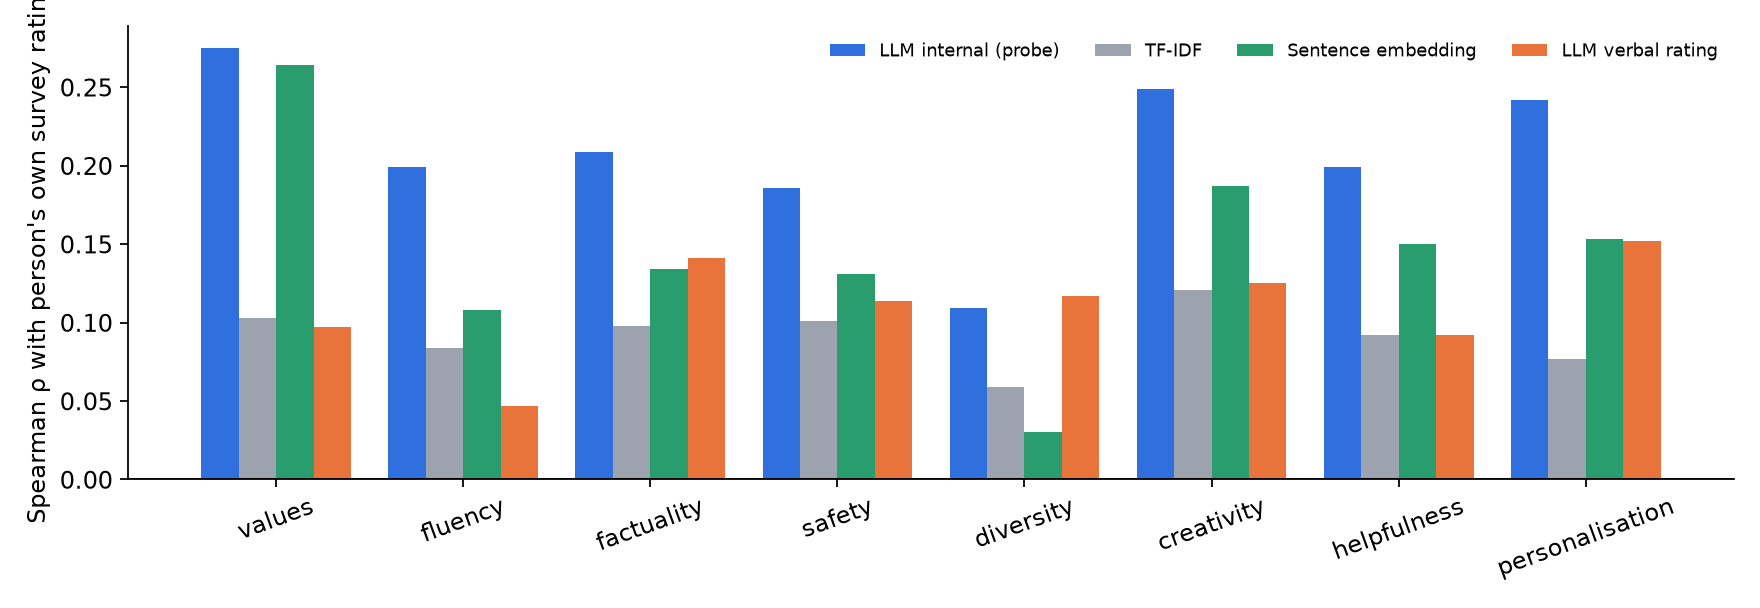 Spearman ρ with person's own survey ratin
LLM internal (probe) TF-IDF Sentence embedding LLM verbal rating
0.25
0.20
0.15
0.10
0.05
0.00
values fluency factuality safety diversity creativity helpfulness personalisation